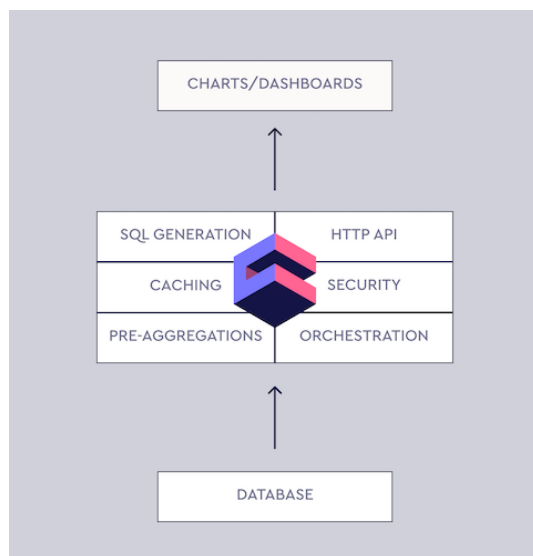 CHARTS/DASHBOARDS
SQL GENERATION
HTTP API
CACHING
SECURITY
PRE-AGGREGATIONS
ORCHESTRATION
DATABASE